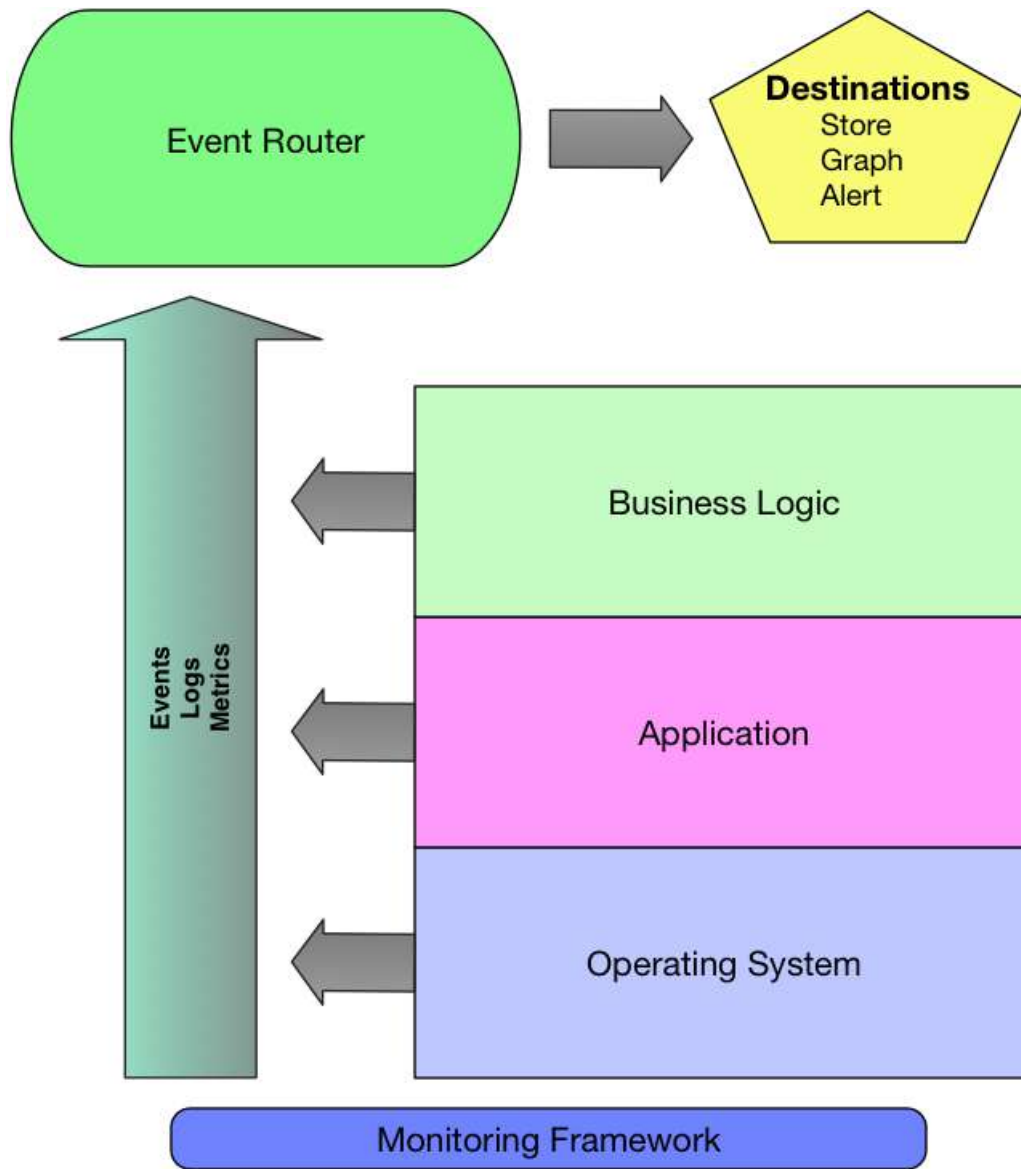 Event Router
Destinations
Store
Graph
Alert
Business Logic
Events
Logs
Metrics
Application
Operating System
Monitoring Framework